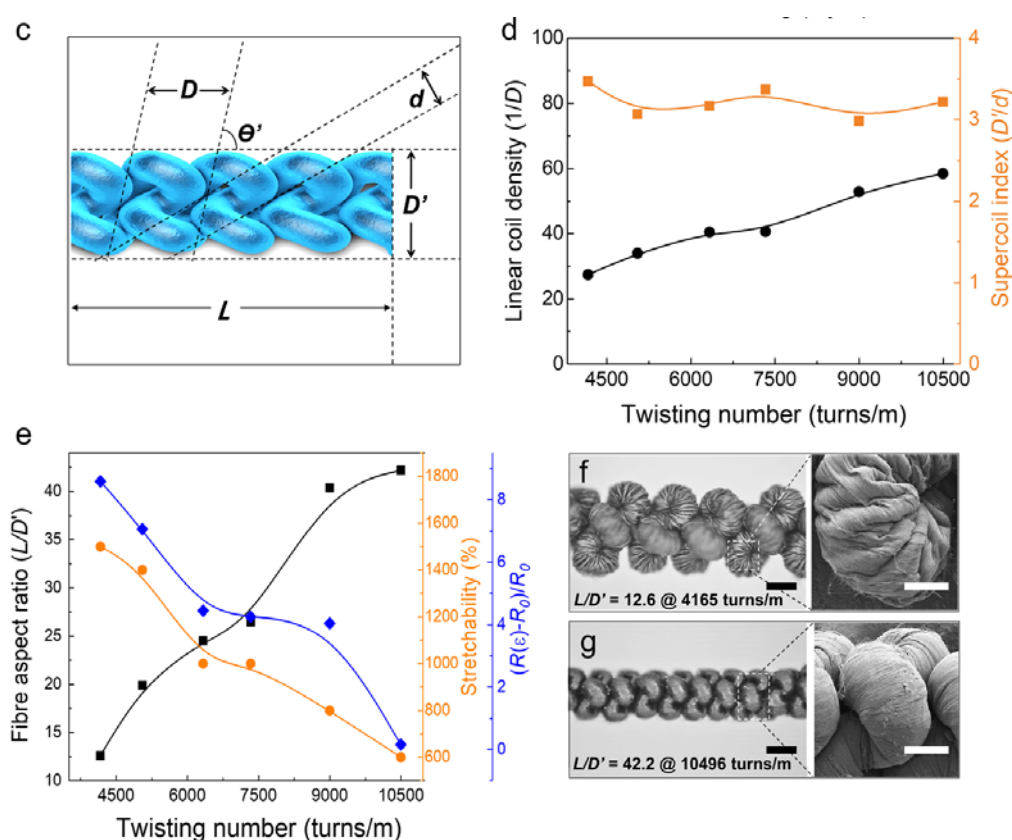 c
D
d
Θ'
D'
L
d
Linear coil density (1/D)
100
80
60
40
20
0
4
3
2
1
0
Supercoil index (D'/d)
4500 6000 7500 9000 10500
Twisting number (turns/m)
e
Fibre aspect ratio (L/D')
40
35
30
25
20
15
10
1800
1600
1400
1200
1000
800
600
Stretchability (%)
8
6
4
2
0
(R(ε)-R0)/R0
4500 6000 7500 9000 10500
Twisting number (turns/m)
f
L/D' = 12.6 @ 4165 turns/m
g
L/D' = 42.2 @ 10496 turns/m